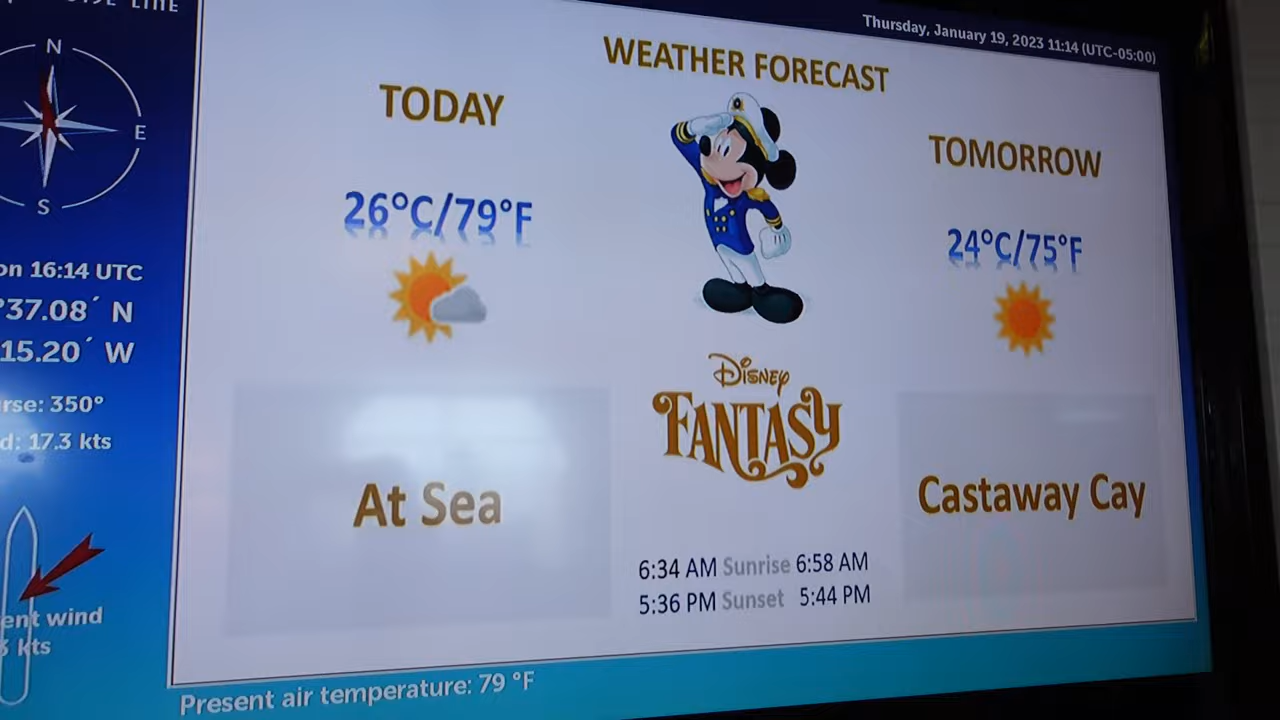 Thursday, January 19, 2023 11:14 (UTC-05:00)
N
E
S
16:14 UTC
37.08´ N
15.20´ W
350°
17.3 kts
wind
kts
WEATHER FORECAST
TODAY
26°C/79°F
At Sea
TOMORROW
24°C/75°F
Castaway Cay
Disney
FANTASY
6:34 AM Sunrise 6:58 AM
5:36 PM Sunset 5:44 PM
Present air temperature: 79 °F